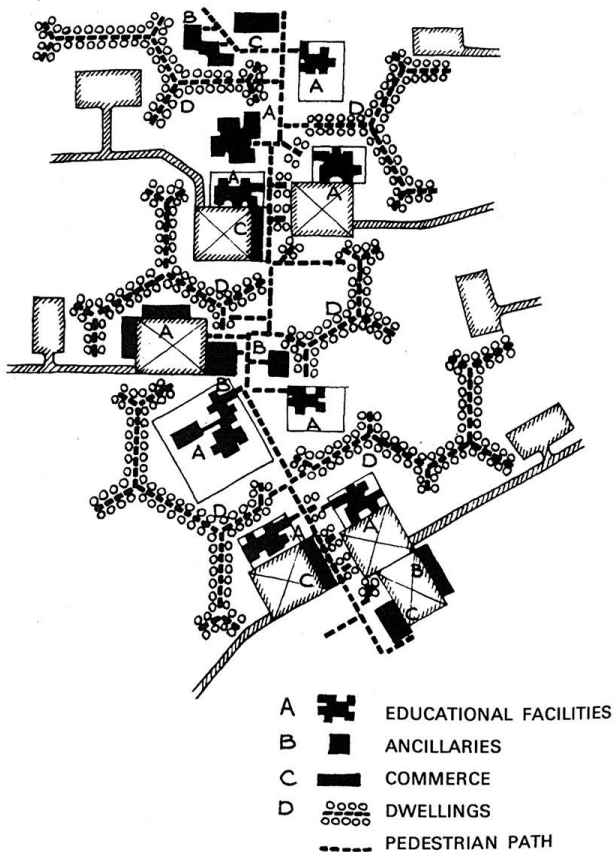 B
C
A
D
A
D
A
A
C
D
D
A
B
B
A
A
D
D
A
A
B
C
C
A EDUCATIONAL FACILITIES
B ANCILLARIES
C COMMERCE
D DWELLINGS
PEDESTRIAN PATH